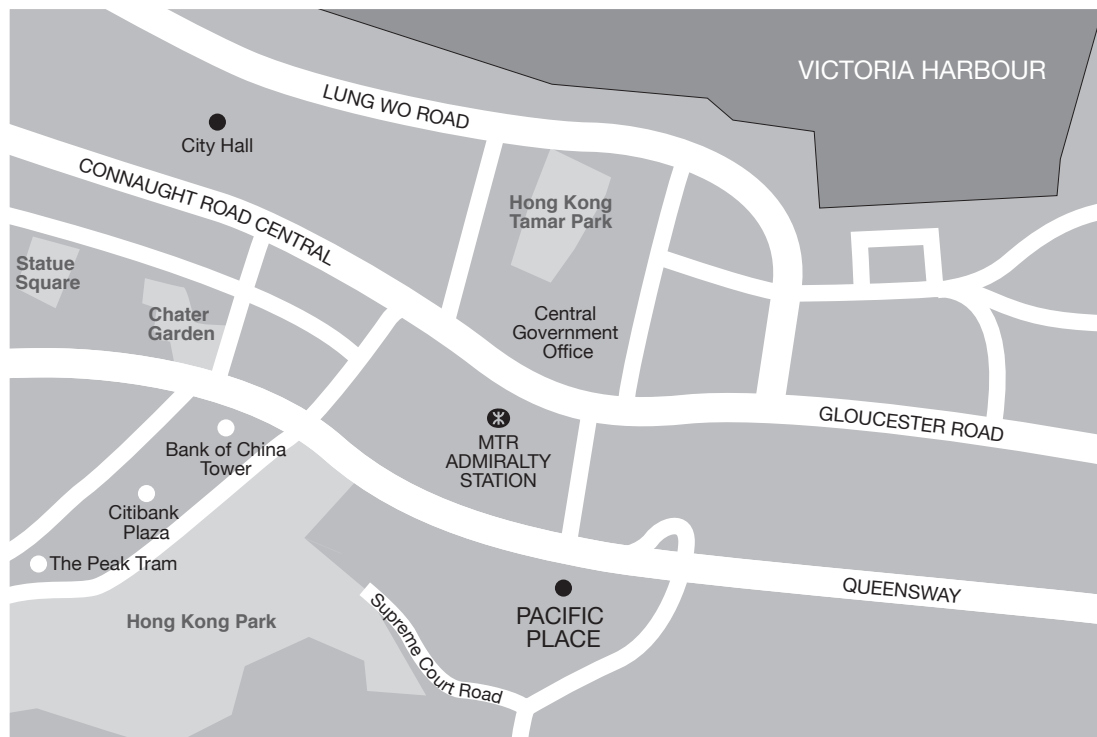 VICTORIA HARBOUR
LUNG WO ROAD
City Hall
CONNAUGHT ROAD CENTRAL
Hong Kong
Tamar Park
Statue
Square
Chater
Garden
Central
Government
Office
GLOUCESTER ROAD
MTR
ADMIRALTY
STATION
Bank of China
Tower
Citibank
Plaza
The Peak Tram
QUEENSWAY
PACIFIC
PLACE
Hong Kong Park
Supreme Court Road